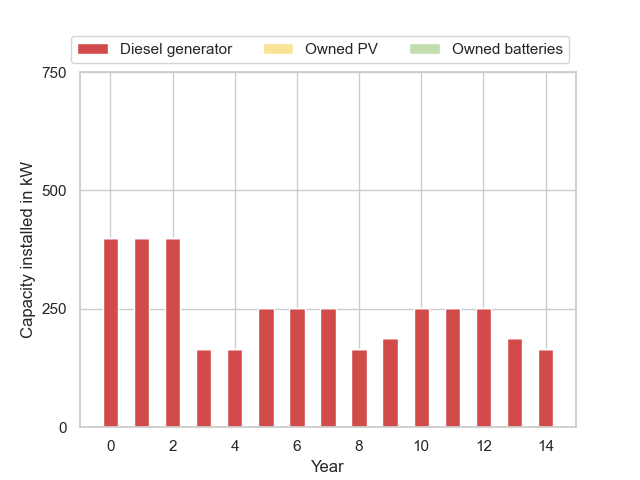 Diesel generator Owned PV Owned batteries
750
500
250
0
Capacity installed in kW
0 2 4 6 8 10 12 14
Year